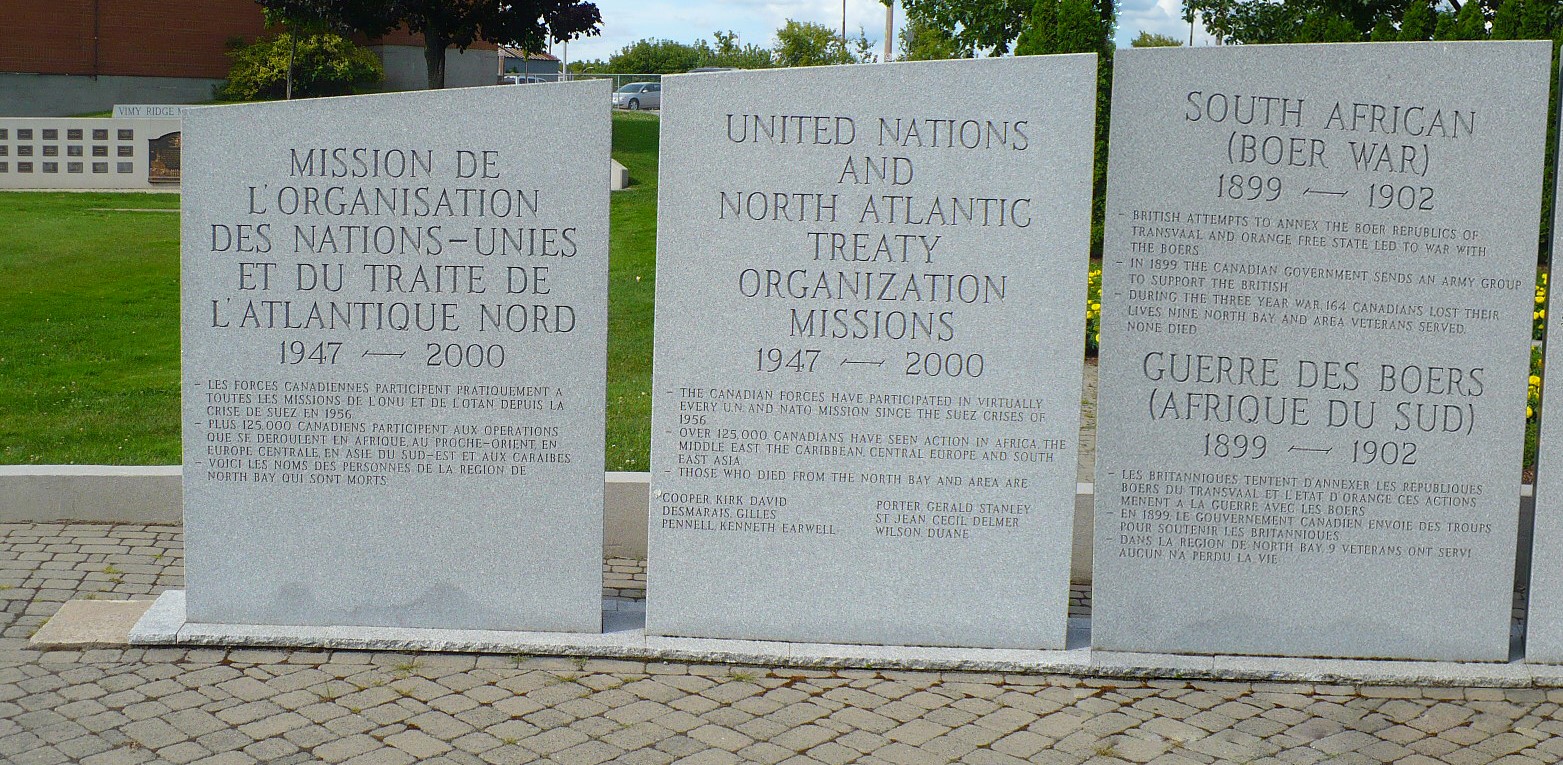 VIMY RIDGE
MISSION DE
L'ORGANISATION
DES NATIONS-UNIES
ET DU TRAITE DE
L'ATLANTIQUE NORD
1947 — 2000
- LES FORCES CANADIENNES PARTICIPENT PRATIQUEMENT A
TOUTES LES MISSIONS DE L'ONU ET DE L'OTAN DEPUIS LA
CRISE DE SUEZ EN 1956.
- PLUS 125,000 CANADIENS PARTICIPENT AUX OPERATIONS
QUE SE DEROULENT EN AFRIQUE, AU PROCHE-ORIENT, EN
EUROPE CENTRALE, EN ASIE DU SUD-EST ET AUX CARAIBES.
- VOICI LES NOMS DES PERSONNES DE LA REGION DE
NORTH BAY QUI SONT MORTS
UNITED NATIONS
AND
NORTH ATLANTIC
TREATY
ORGANIZATION
MISSIONS
1947 — 2000
- THE CANADIAN FORCES HAVE PARTICIPATED IN VIRTUALLY
EVERY U.N. AND NATO MISSION SINCE THE SUEZ CRISES OF
1956.
- OVER 125,000 CANADIANS HAVE SEEN ACTION IN AFRICA, THE
MIDDLE EAST THE CARIBBEAN CENTRAL EUROPE AND SOUTH
EAST ASIA
- THOSE WHO DIED FROM THE NORTH BAY AND AREA ARE
COOPER KIRK DAVID
DESMARAIS, GILLES
PENNELL, KENNETH EARWELL
PORTER GERALD STANLEY
ST JEAN CECIL DELMER
WILSON DUANE
SOUTH AFRICAN
(BOER WAR)
1899 — 1902
- BRITISH ATTEMPTS TO ANNEX THE BOER REPUBLICS OF
TRANSVAAL AND ORANGE FREE STATE LED TO WAR WITH
THE BOERS
- IN 1899 THE CANADIAN GOVERNMENT SENDS AN ARMY GROUP
TO SUPPORT THE BRITISH
DURING THE THREE YEAR WAR, 164 CANADIANS LOST THEIR
LIVES NINE NORTH BAY AND AREA VETERANS SERVED,
NONE DIED
GUERRE DES BOERS
(AFRIQUE DU SUD)
1899 — 1902
- LES BRITANNIQUES TENTENT D'ANNEXER LES REPUBLIQUES
BOERS DU TRANSVAAL ET L'ETAT D'ORANGE CES ACTIONS
MENENT A LA GUERRE AVEC LES BOERS
- EN 1899, LE GOUVERNEMENT CANADIEN ENVOIE DES TROUPS
POUR SOUTENIR LES BRITANNIQUES
- DANS LA REGION DE NORTH BAY, 9 VETERANS ONT SERVI
AUCUN N'A PERDU LA VIE